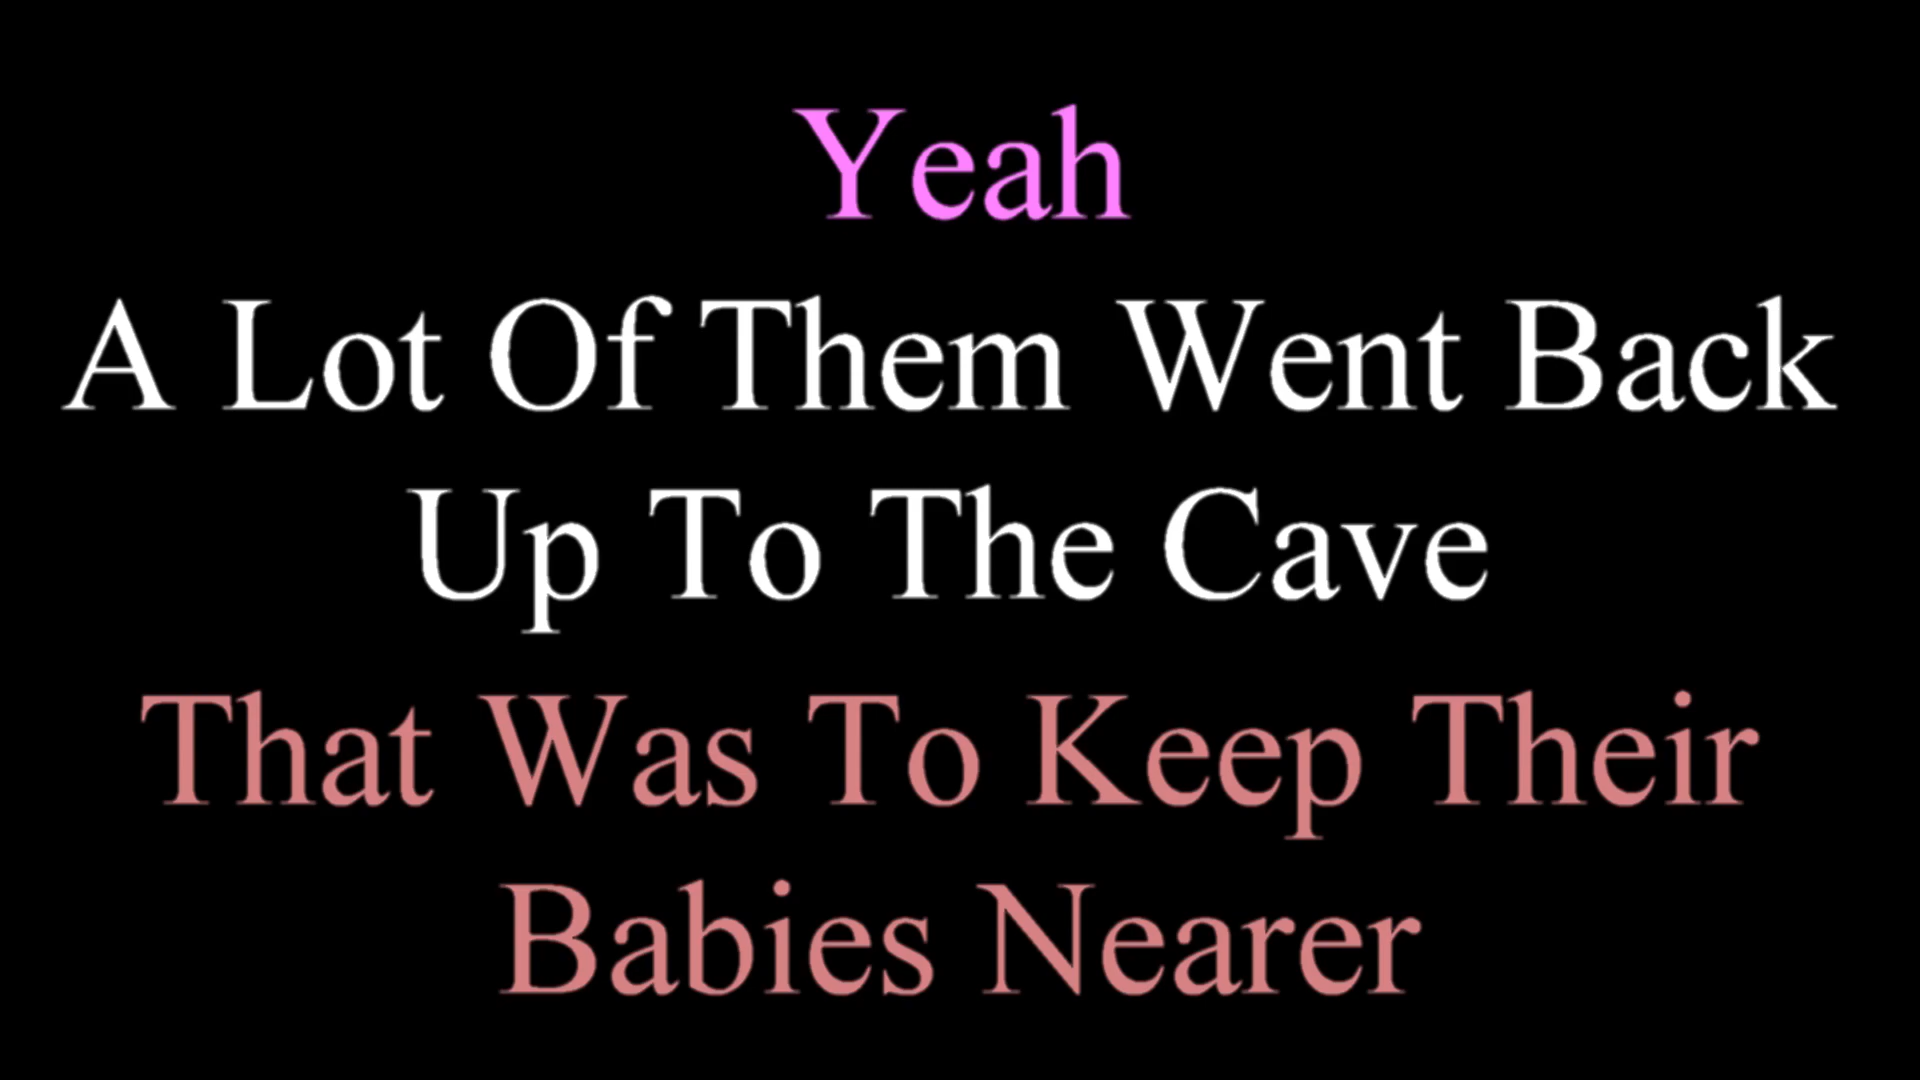 Yeah
A Lot Of Them Went Back
Up To The Cave
That Was To Keep Their
Babies Nearer